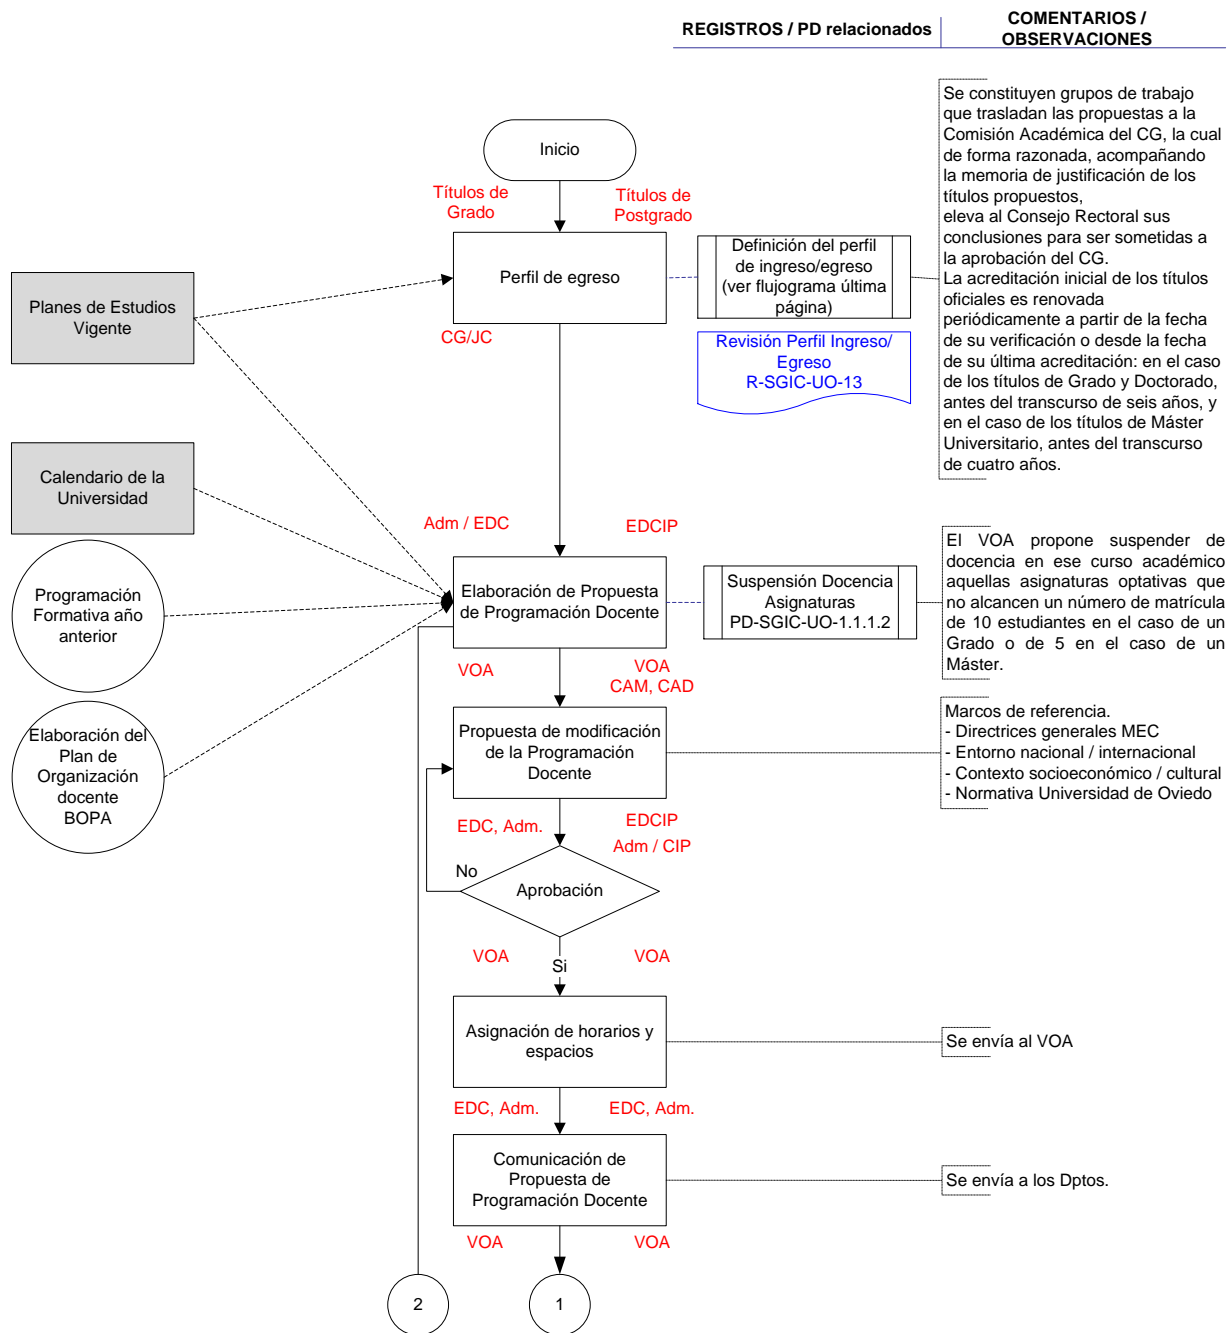 REGISTROS / PD relacionados
COMENTARIOS /
OBSERVACIONES
Se constituyen grupos de trabajo
que trasladan las propuestas a la
Comisión Académica del CG, la cual
de forma razonada, acompañando
la memoria de justificación de los
títulos propuestos,
eleva al Consejo Rectoral sus
conclusiones para ser sometidas a
la aprobación del CG.
La acreditación inicial de los títulos
oficiales es renovada
periódicamente a partir de la fecha
de su verificación o desde la fecha
de su última acreditación: en el caso
de los títulos de Grado y Doctorado,
antes del transcurso de seis años, y
en el caso de los títulos de Máster
Universitario, antes del transcurso
de cuatro años.
Inicio
Títulos de
Grado
Títulos de
Postgrado
Perfil de egreso
Definición del perfil
de ingreso/egreso
(ver flujograma última
página)
Planes de Estudios
Vigente
CG/JC
Revisión Perfil Ingreso/
Egreso
R-SGIC-UO-13
Calendario de la
Universidad
Adm / EDC
EDCIP
Programación
Formativa año
anterior
Elaboración de Propuesta
de Programación Docente
Suspensión Docencia
Asignaturas
PD-SGIC-UO-1.1.1.2
El VOA propone suspender de
docencia en ese curso académico
aquellas asignaturas optativas que
no alcancen un número de matrícula
de 10 estudiantes en el caso de un
Grado o de 5 en el caso de un
Máster.
VOA
VOA
CAM, CAD
Elaboración del
Plan de
Organización
docente
BOPA
Propuesta de modificación
de la Programación
Docente
Marcos de referencia.
- Directrices generales MEC
- Entorno nacional / internacional
- Contexto socioeconómico / cultural
- Normativa Universidad de Oviedo
EDC, Adm.
EDCIP
Adm / CIP
No
Aprobación
VOA
VOA
Si
Asignación de horarios y
espacios
Se envía al VOA
EDC, Adm.
EDC, Adm.
Comunicación de
Propuesta de
Programación Docente
Se envía a los Dptos.
VOA
VOA
2
1